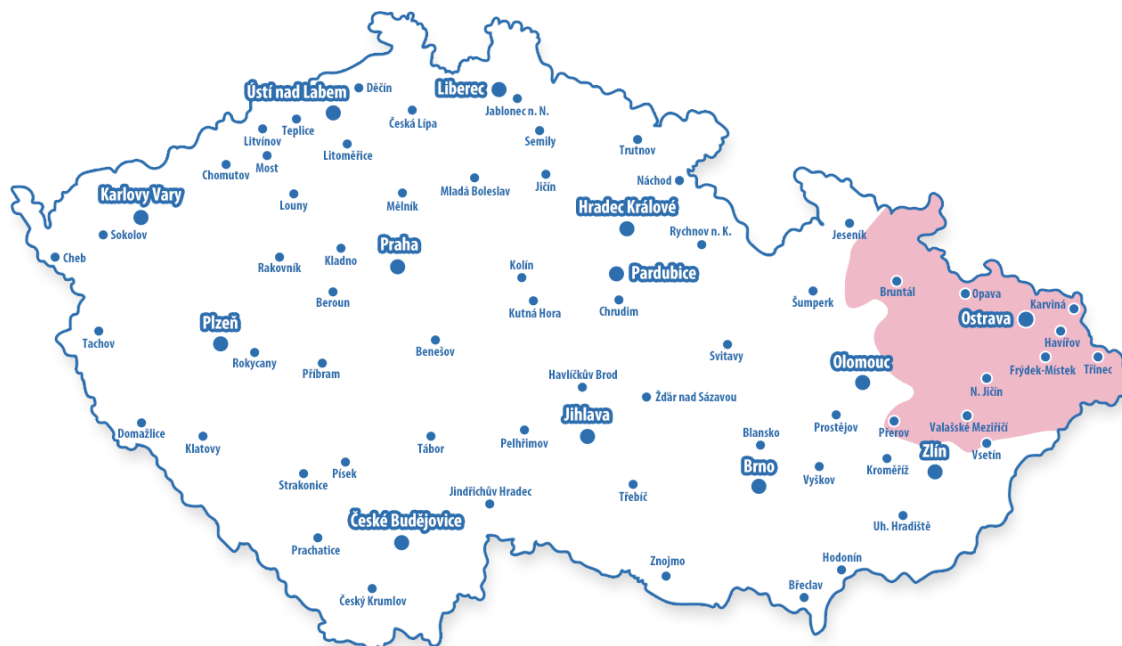 Děčín
Ústí nad Labem
Liberec
Jablonec n. N.
Česká Lípa
Teplice
Litvínov
Semily
Litoměřice
Trutnov
Most
Chomutov
Náchod
Mladá Boleslav
Jičín
Karlovy Vary
Louny
Mělník
Hradec Králové
Sokolov
Rychnov n. K.
Jeseník
Cheb
Praha
Kladno
Rakovník
Kolín
Pardubice
Beroun
Kutná Hora
Chrudim
Šumperk
Bruntál
Opava
Karviná
Ostrava
Plzeň
Tachov
Rokycany
Benešov
Svitavy
Havířov
Příbram
Olomouc
Frýdek-Místek
Třinec
Havlíčkův Brod
Žďár nad Sázavou
N. Jičín
Jihlava
Domažlice
Klatovy
Tábor
Pelhřimov
Blansko
Prostějov
Přerov
Valašské Meziříčí
Vsetín
Zlín
Písek
Strakonice
Brno
Vyškov
Kroměříž
Jindřichův Hradec
Třebíč
České Budějovice
Uh. Hradiště
Prachatice
Znojmo
Hodonín
Břeclav
Český Krumlov